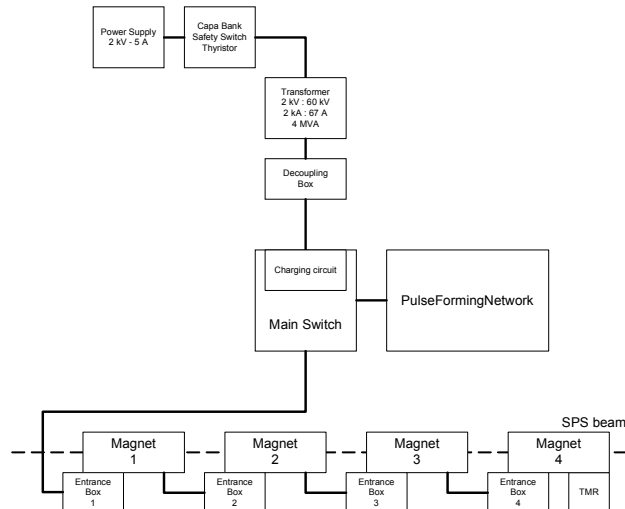 Power Supply
2 kV - 5 A
Capa Bank
Safety Switch
Thyristor
Transformer
2 kV : 60 kV
2 kA : 67 A
4 MVA
Decoupling
Box
Charging circuit
Main Switch
PulseFormingNetwork
SPS beam
Magnet
1
Magnet
2
Magnet
3
Magnet
4
Entrance
Box
1
Entrance
Box
2
Entrance
Box
3
Entrance
Box
4
TMR